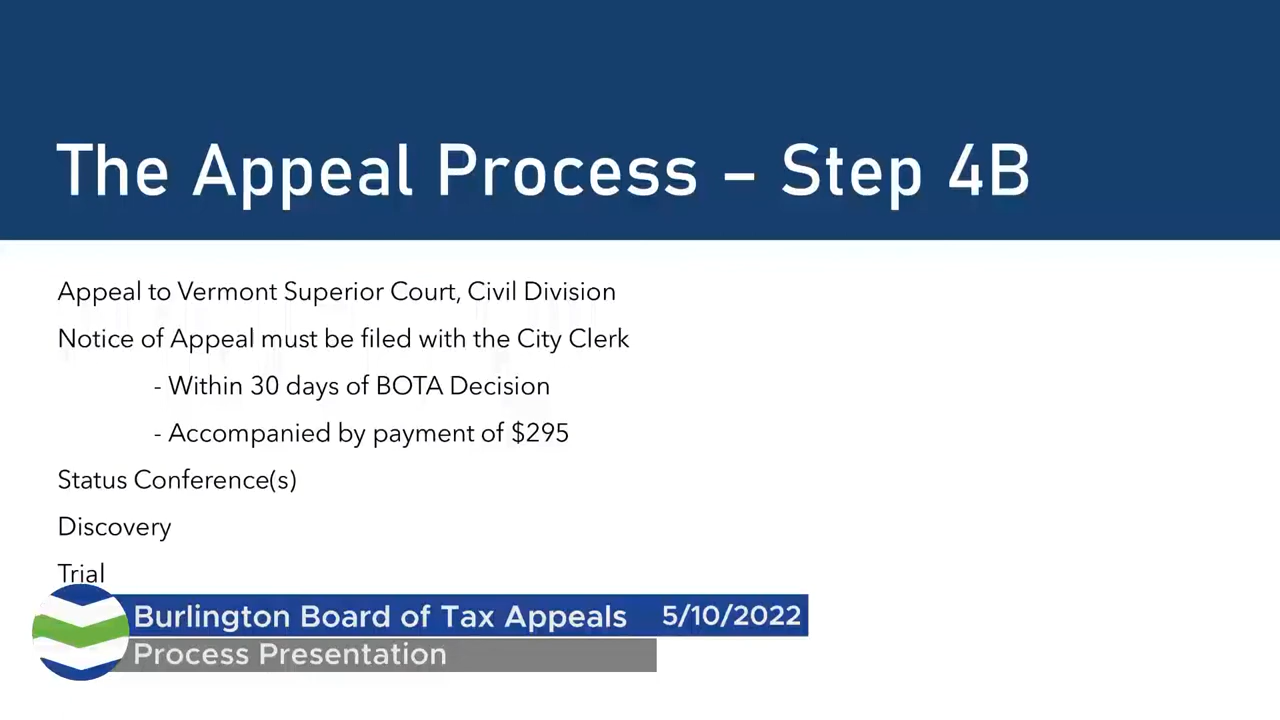 The Appeal Process – Step 4B
Appeal to Vermont Superior Court, Civil Division
Notice of Appeal must be filed with the City Clerk
- Within 30 days of BOTA Decision
- Accompanied by payment of $295
Status Conference(s)
Discovery
Trial
Burlington Board of Tax Appeals 5/10/2022
Process Presentation